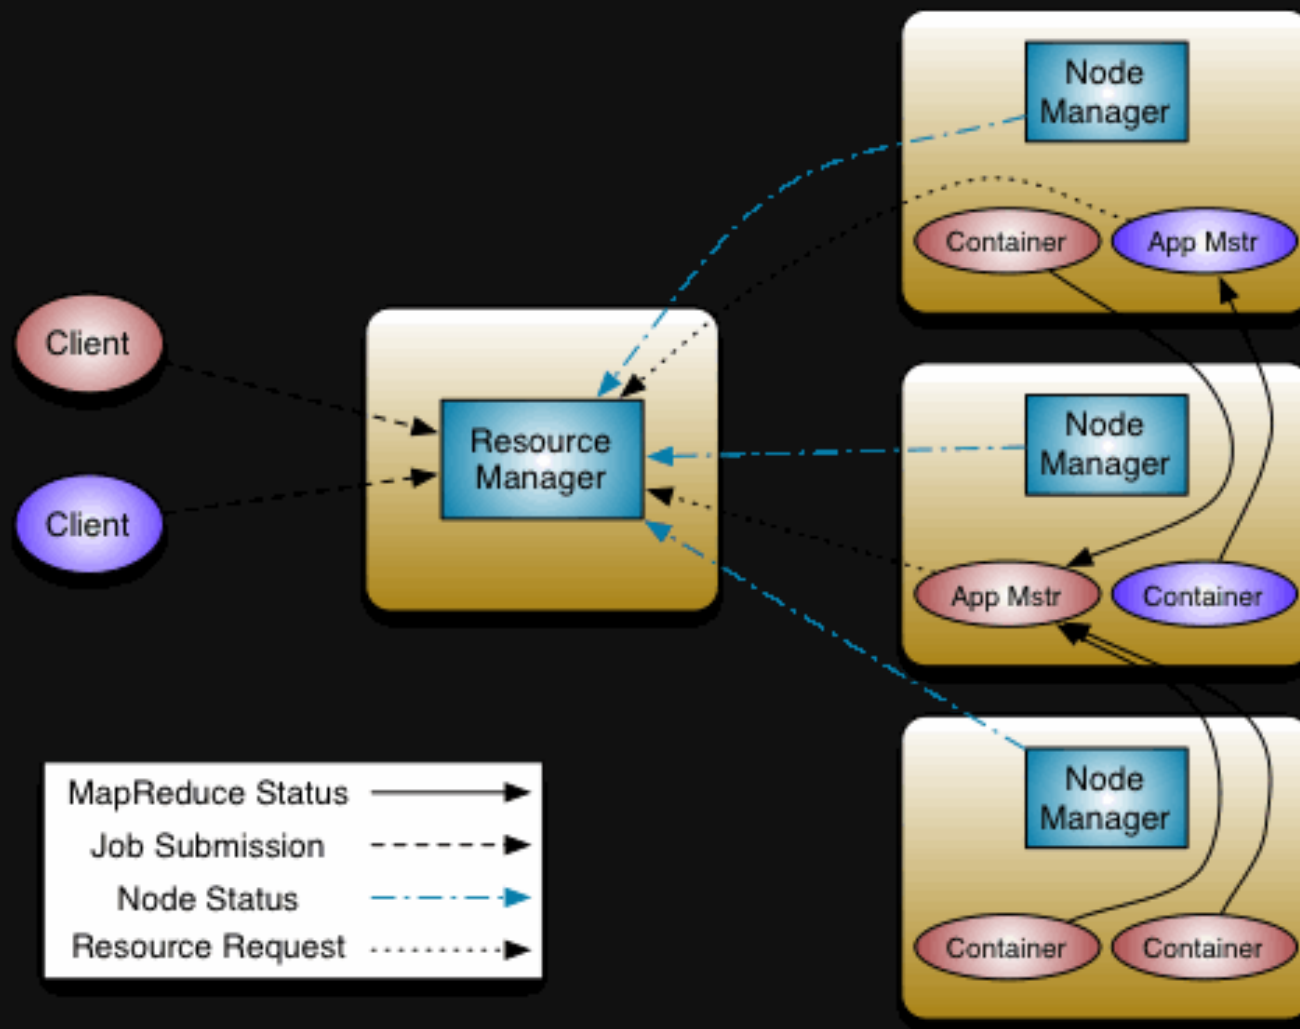 Node
Manager
Container
App Mstr
Client
Resource
Manager
Node
Manager
Client
App Mstr
Container
Node
Manager
MapReduce Status
Job Submission
Node Status
Resource Request
Container
Container